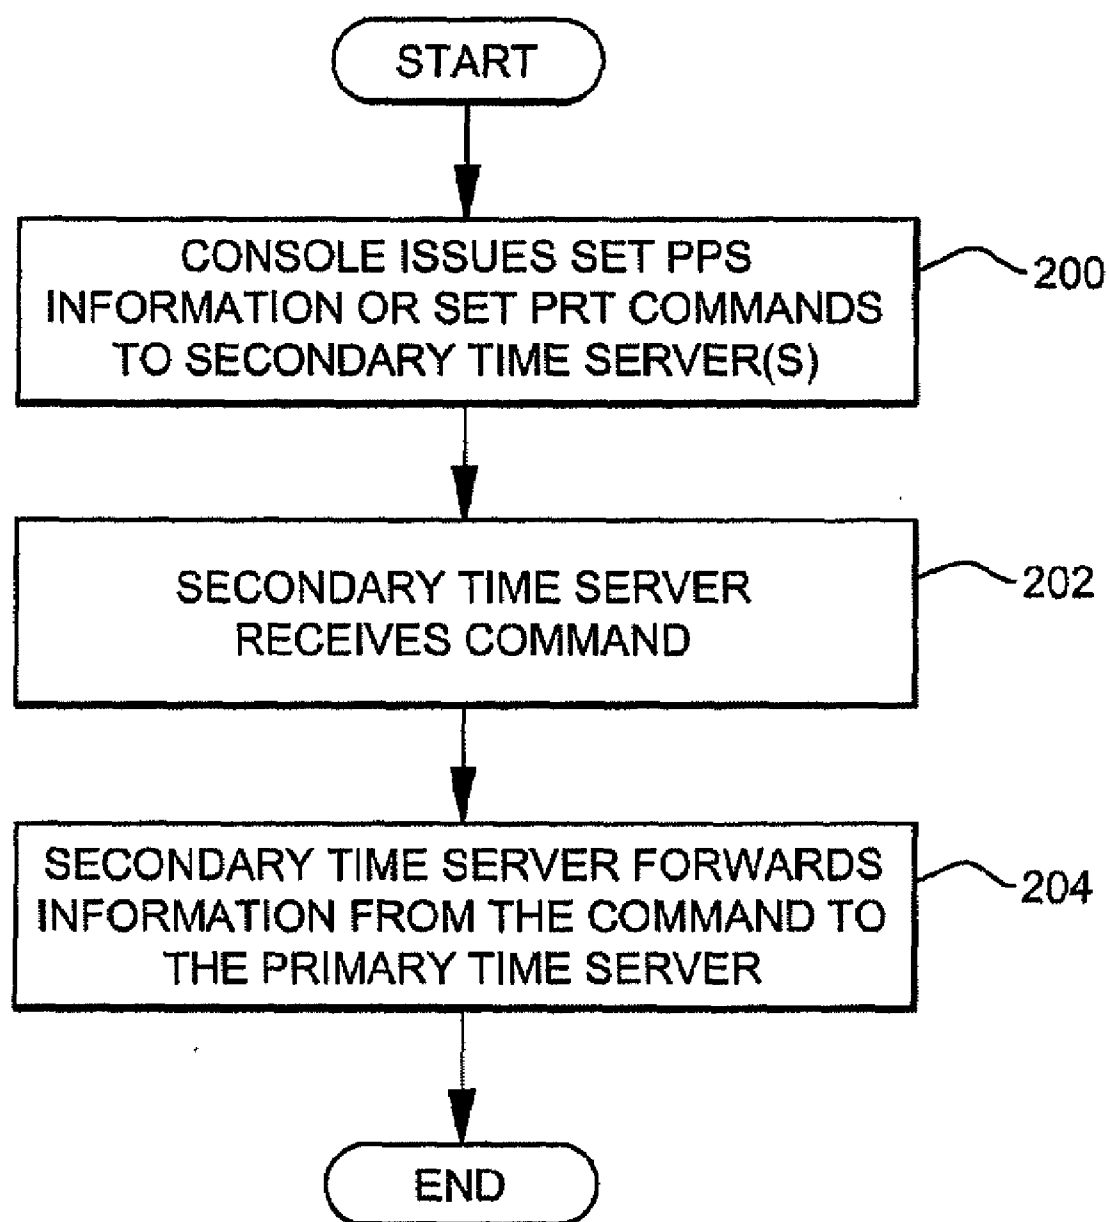 START
CONSOLE ISSUES SET PPS
INFORMATION OR SET PRT COMMANDS
TO SECONDARY TIME SERVER(S)
200
SECONDARY TIME SERVER
RECEIVES COMMAND
202
SECONDARY TIME SERVER FORWARDS
INFORMATION FROM THE COMMAND TO
THE PRIMARY TIME SERVER
204
END